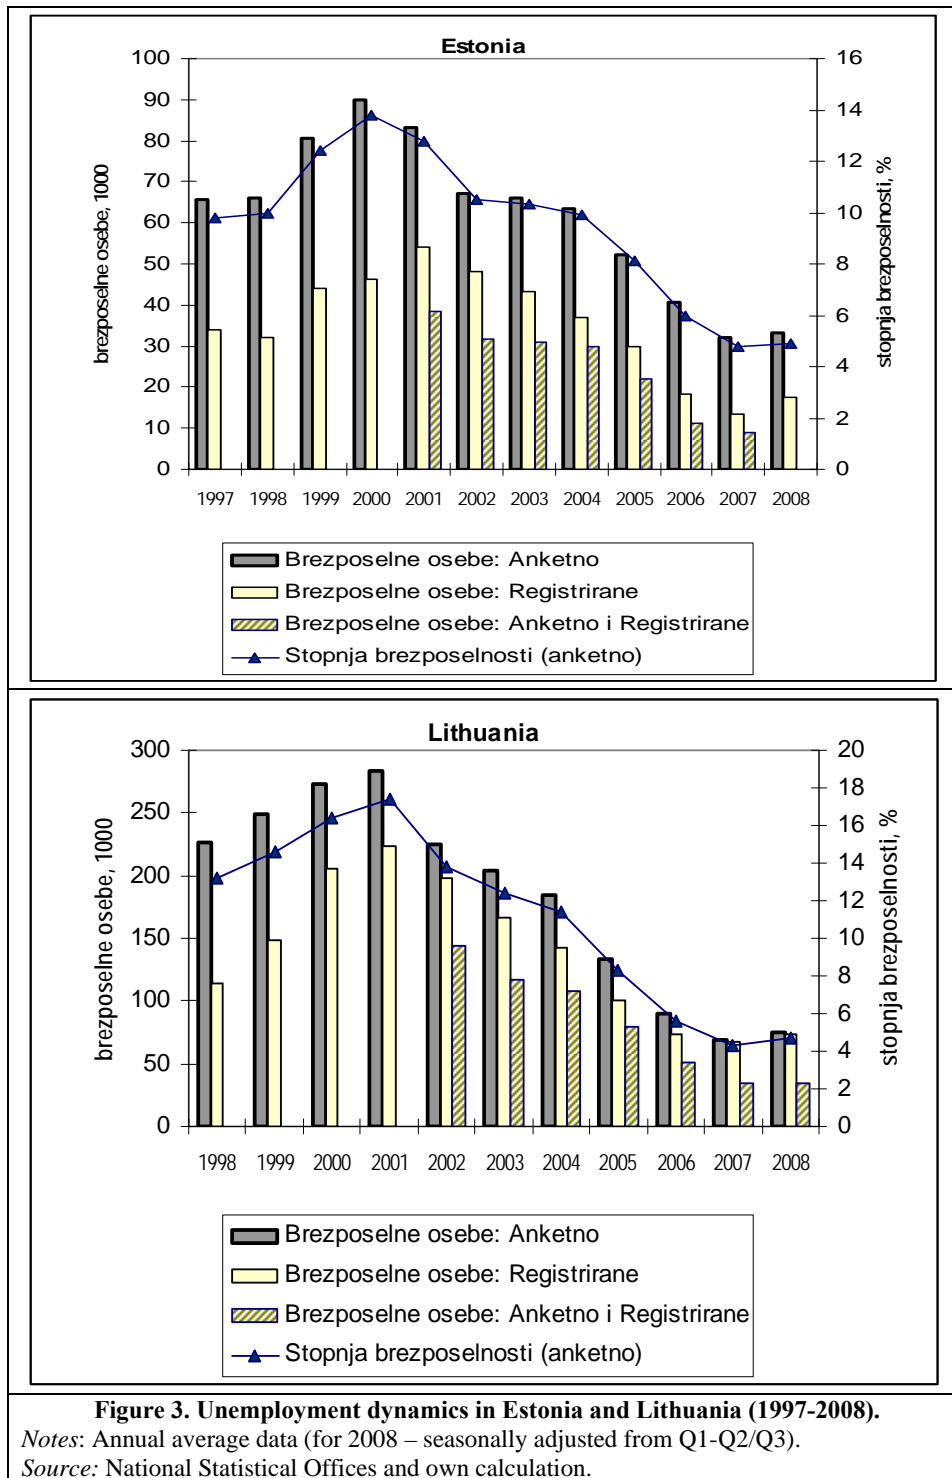 Estonia
100
90
80
70
60
50
40
30
20
10
0
brezposelne osebe, 1000
16
14
12
10
8
6
4
2
0
stopnja brezposelnosti, %
1997 1998 1999 2000 2001 2002 2003 2004 2005 2006 2007 2008
Brezposelne osebe: Anketno
Brezposelne osebe: Registrirane
Brezposelne osebe: Anketno i Registrirane
Stopnja brezposelnosti (anketno)
Lithuania
300
250
200
150
100
50
0
brezposelne osebe, 1000
20
18
16
14
12
10
8
6
4
2
0
stopnja brezposelnosti, %
1998 1999 2000 2001 2002 2003 2004 2005 2006 2007 2008
Brezposelne osebe: Anketno
Brezposelne osebe: Registrirane
Brezposelne osebe: Anketno i Registrirane
Stopnja brezposelnosti (anketno)
Figure 3. Unemployment dynamics in Estonia and Lithuania (1997-2008).
Notes: Annual average data (for 2008 – seasonally adjusted from Q1-Q2/Q3).
Source: National Statistical Offices and own calculation.